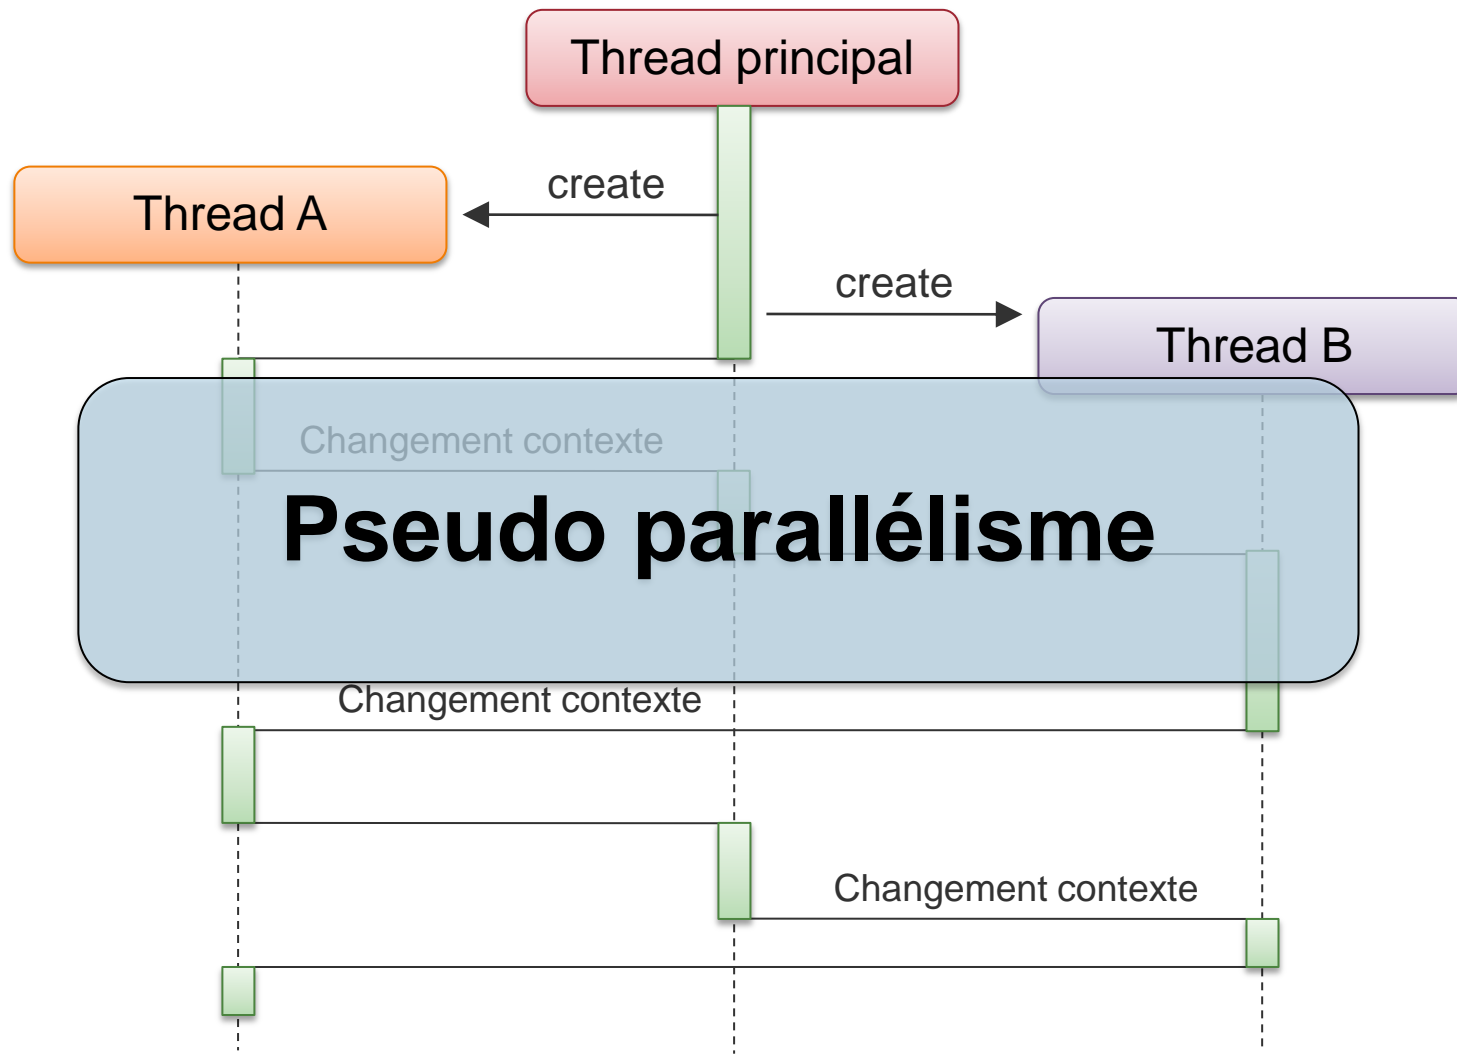 Thread principal
create
Thread A
create
Thread B
Changement contexte
Pseudo parallélisme
Changement contexte
Changement contexte